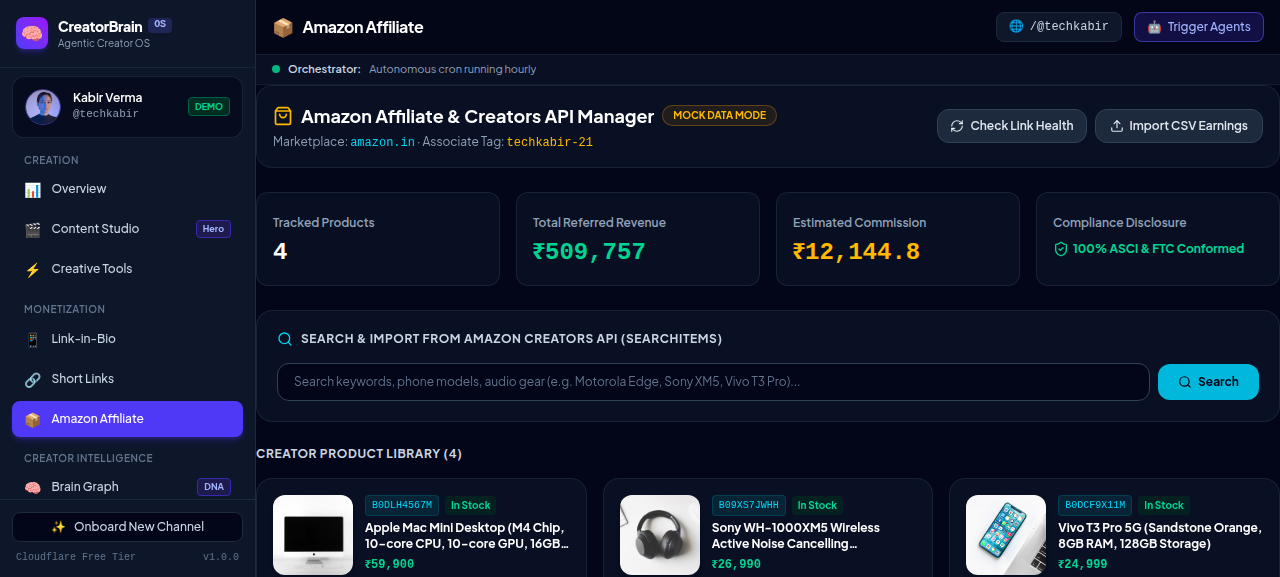 CreatorBrain OS
Agentic Creator OS
Kabir Verma
@techkabir
DEMO
CREATION
Overview
Content Studio Hero
Creative Tools
MONETIZATION
Link-in-Bio
Short Links
Amazon Affiliate
CREATOR INTELLIGENCE
Brain Graph DNA
Onboard New Channel
Cloudflare Free Tier v1.0.0
Amazon Affiliate
/@techkabir
Trigger Agents
Orchestrator: Autonomous cron running hourly
Amazon Affiliate & Creators API Manager MOCK DATA MODE
Marketplace: amazon.in · Associate Tag: techkabir-21
Check Link Health
Import CSV Earnings
Tracked Products
4
Total Referred Revenue
₹509,757
Estimated Commission
₹12,144.8
Compliance Disclosure
100% ASCI & FTC Conformed
SEARCH & IMPORT FROM AMAZON CREATORS API (SEARCHITEMS)
Search keywords, phone models, audio gear (e.g. Motorola Edge, Sony XM5, Vivo T3 Pro)...
Search
CREATOR PRODUCT LIBRARY (4)
B0DLH4567M In Stock
Apple Mac Mini Desktop (M4 Chip,
10-core CPU, 10-core GPU, 16GB...
₹59,900
B09XS7JWHH In Stock
Sony WH-1000XM5 Wireless
Active Noise Cancelling...
₹26,990
B0DCF9X11M In Stock
Vivo T3 Pro 5G (Sandstone Orange,
8GB RAM, 128GB Storage)
₹24,999